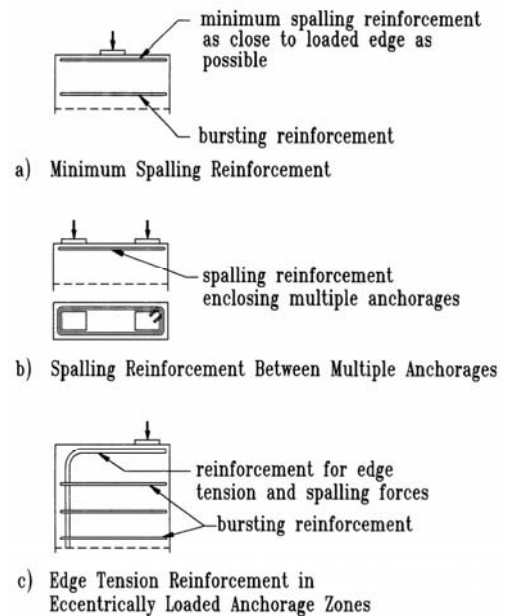 minimum spalling reinforcement
as close to loaded edge as
possible
bursting reinforcement
a) Minimum Spalling Reinforcement
spalling reinforcement
enclosing multiple anchorages
b) Spalling Reinforcement Between Multiple Anchorages
reinforcement for edge
tension and spalling forces
bursting reinforcement
c) Edge Tension Reinforcement in
Eccentrically Loaded Anchorage Zones